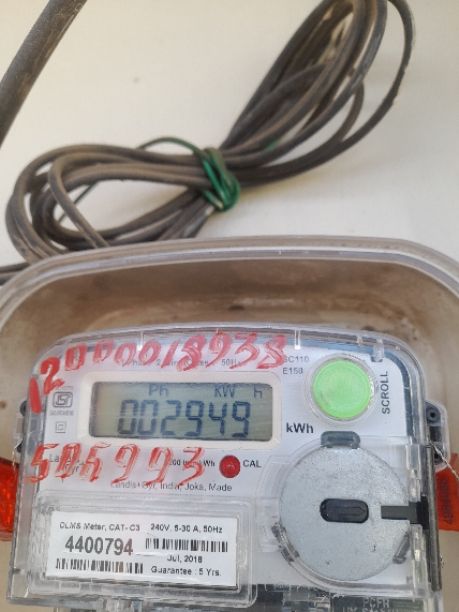 12000018938
50H
SC110
E150
SCROLL
Ph KW h
002949
kWh
CAL
Landis+Gyr, India, Joka, Made
DLMS Meter, CAT- C3 240V, 5-30 A, 50Hz
4400794
Jul, 2018
Guarantee : 5 Yrs.